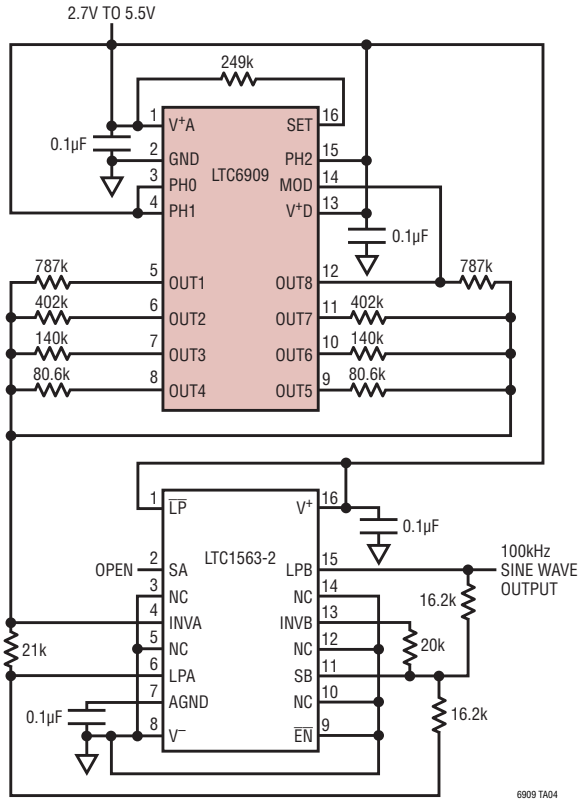 2.7V TO 5.5V
249k
1 V+A SET 16
0.1µF
2 GND PH2 15
LTC6909
3 PH0 MOD 14
4 PH1 V+D 13
0.1µF
787k 5 OUT1 OUT8 12 787k
402k 6 OUT2 OUT7 11 402k
140k 7 OUT3 OUT6 10 140k
80.6k 8 OUT4 OUT5 9 80.6k
1 L̅P̅ V+ 16
0.1µF
LTC1563-2
OPEN 2 SA LPB 15
100kHz
SINE WAVE
OUTPUT
3 NC NC 14
16.2k
4 INVA INVB 13
21k
5 NC NC 12
20k
6 LPA SB 11
7 AGND NC 10
0.1µF
16.2k
8 V– E̅N̅ 9
6909 TA04